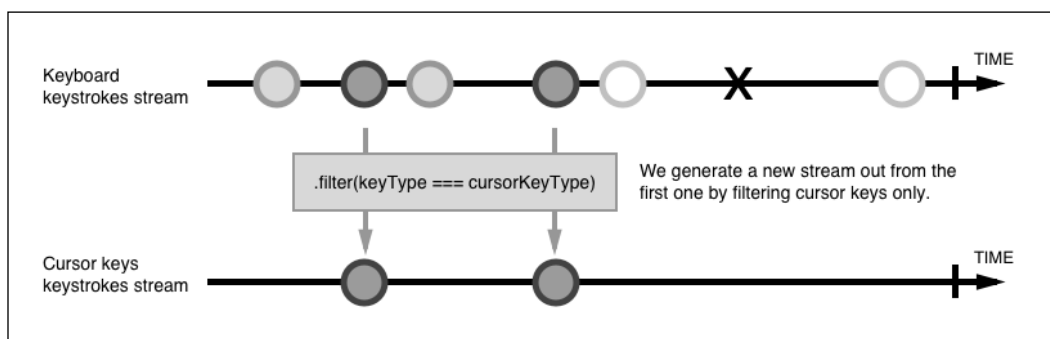 TIME
Keyboard
keystrokes stream
X
.filter(keyType === cursorKeyType)
We generate a new stream out from the
first one by filtering cursor keys only.
TIME
Cursor keys
keystrokes stream